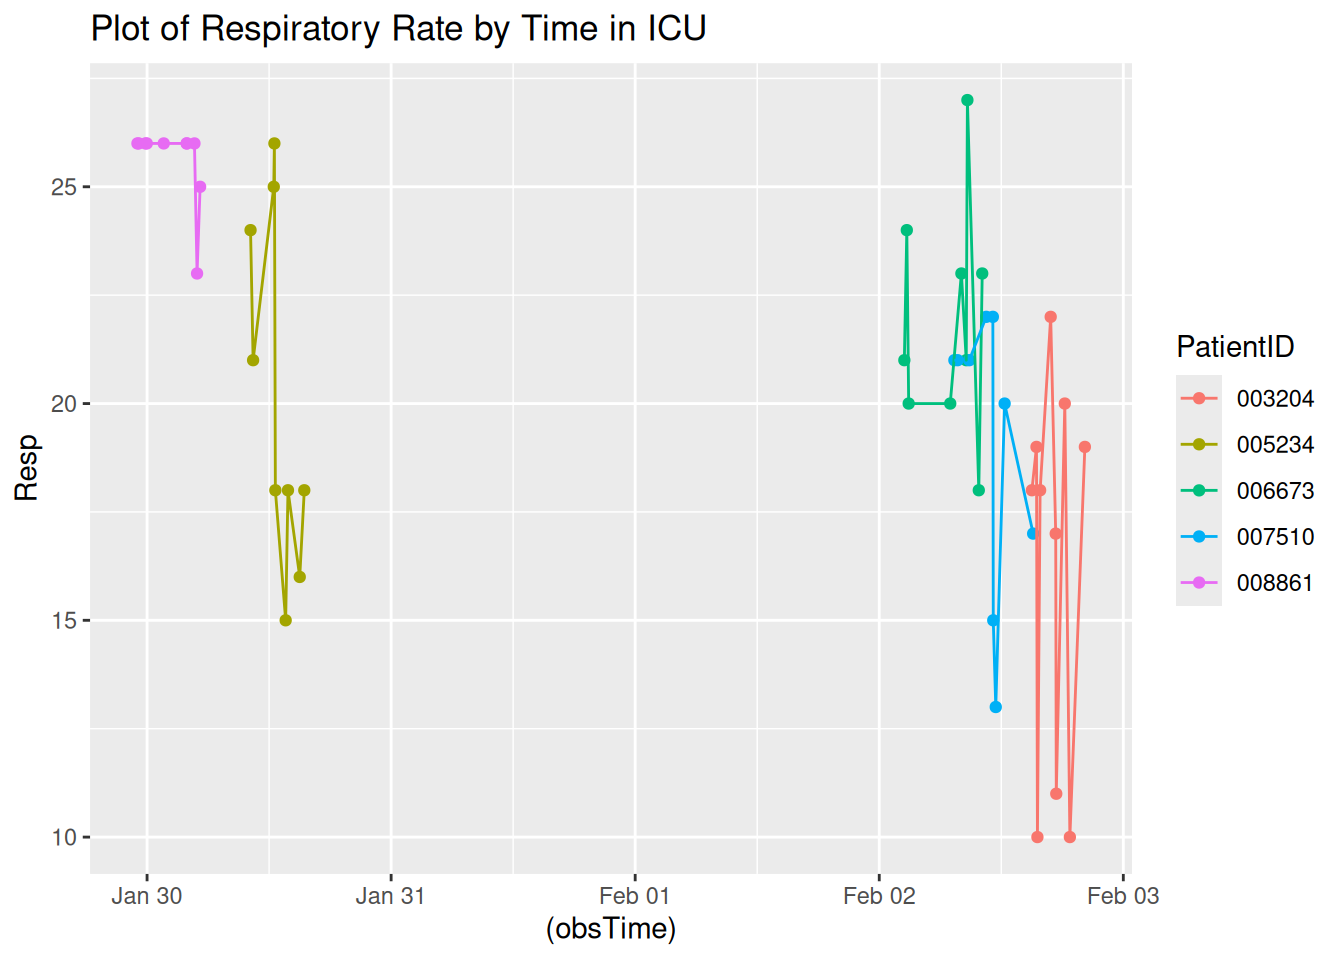 Plot of Respiratory Rate by Time in ICU
25
20
15
10
Resp
Jan 30
Jan 31
Feb 01
Feb 02
Feb 03
(obsTime)
PatientID
003204
005234
006673
007510
008861